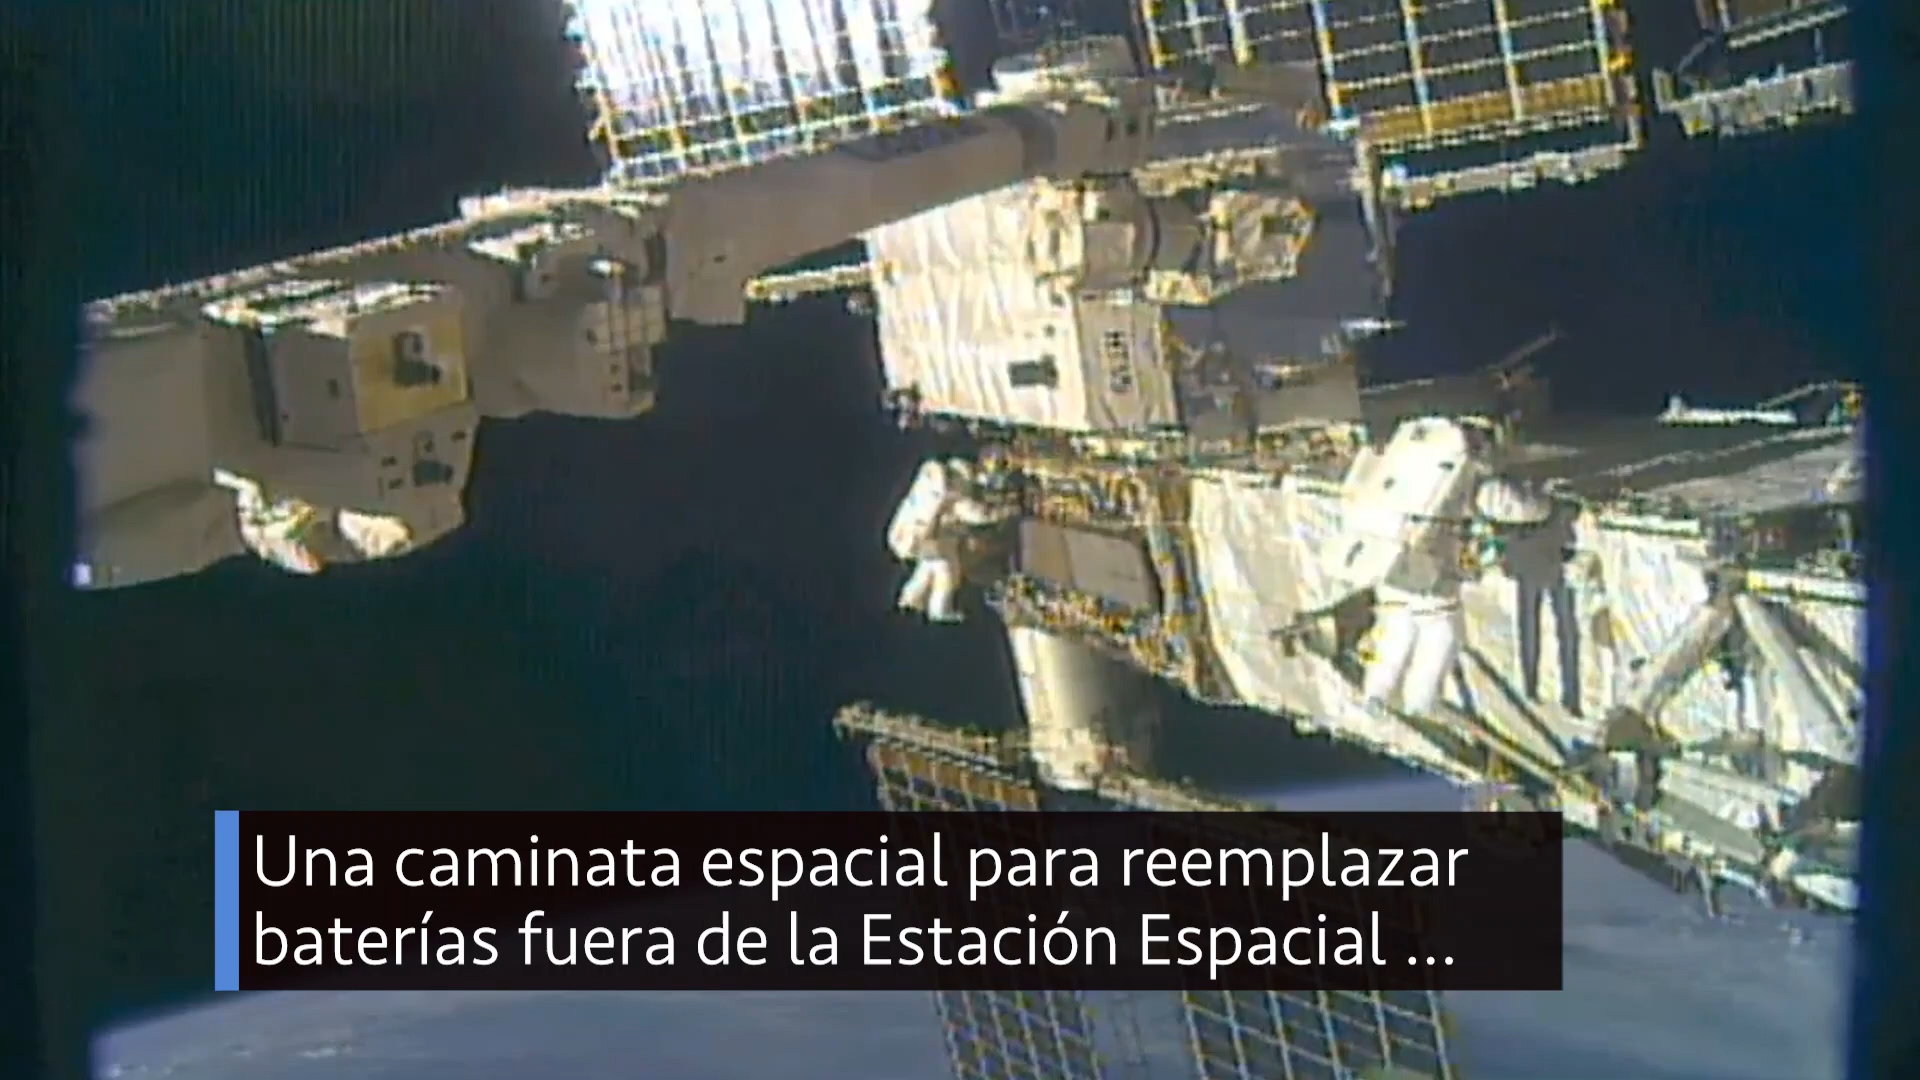 Una caminata espacial para reemplazar
baterías fuera de la Estación Espacial ...